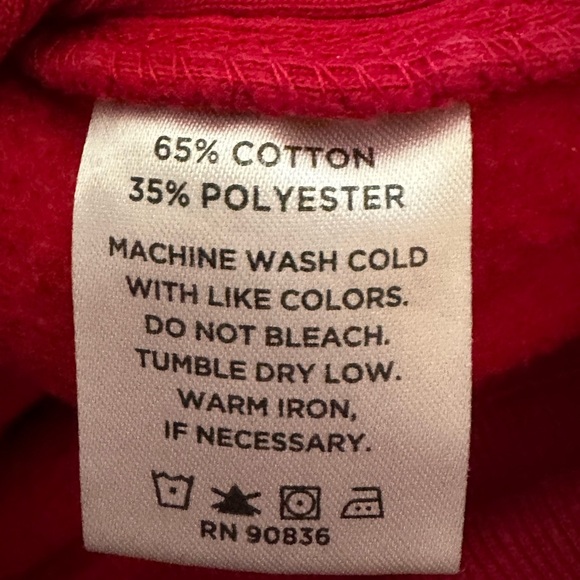 65% COTTON
35% POLYESTER
MACHINE WASH COLD
WITH LIKE COLORS.
DO NOT BLEACH.
TUMBLE DRY LOW.
WARM IRON,
IF NECESSARY.
RN 90836